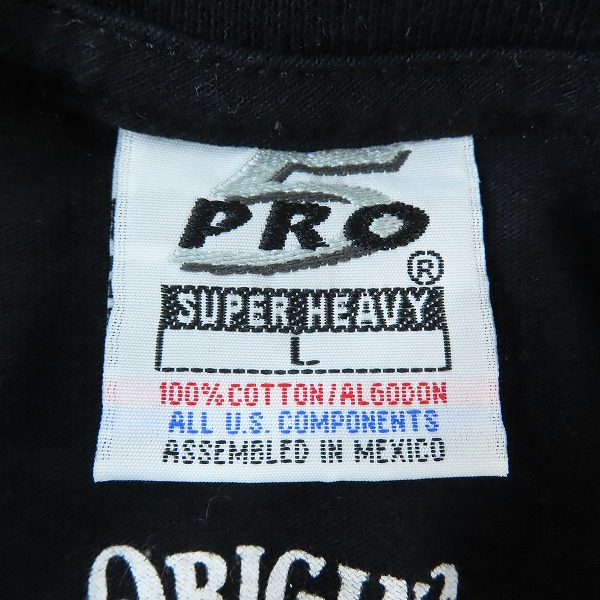 5
PRO
®
SUPER HEAVY
L
100% COTTON/ALGODON
ALL U.S. COMPONENTS
ASSEMBLED IN MEXICO